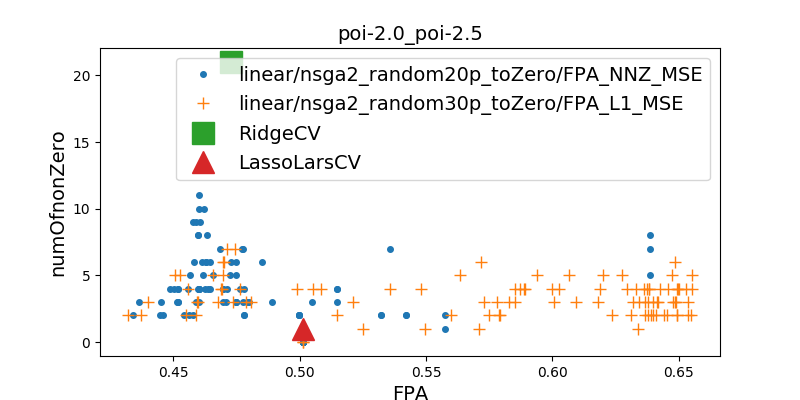 poi-2.0_poi-2.5
linear/nsga2_random20p_toZero/FPA_NNZ_MSE
linear/nsga2_random30p_toZero/FPA_L1_MSE
RidgeCV
LassoLarsCV
numOfnonZero
20
15
10
5
0
0.45 0.50 0.55 0.60 0.65
FPA